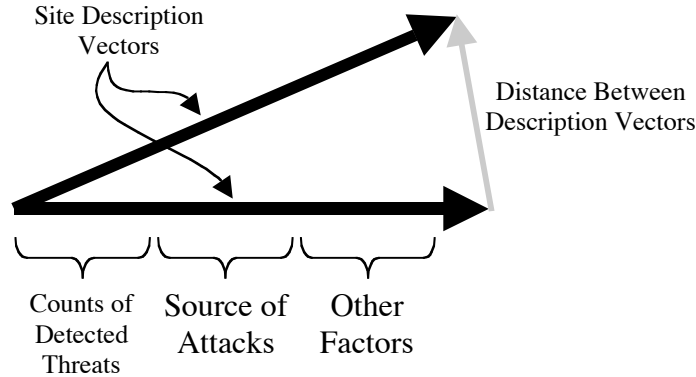 Site Description
Vectors
Distance Between
Description Vectors
Counts of
Detected
Threats
Source of
Attacks
Other
Factors